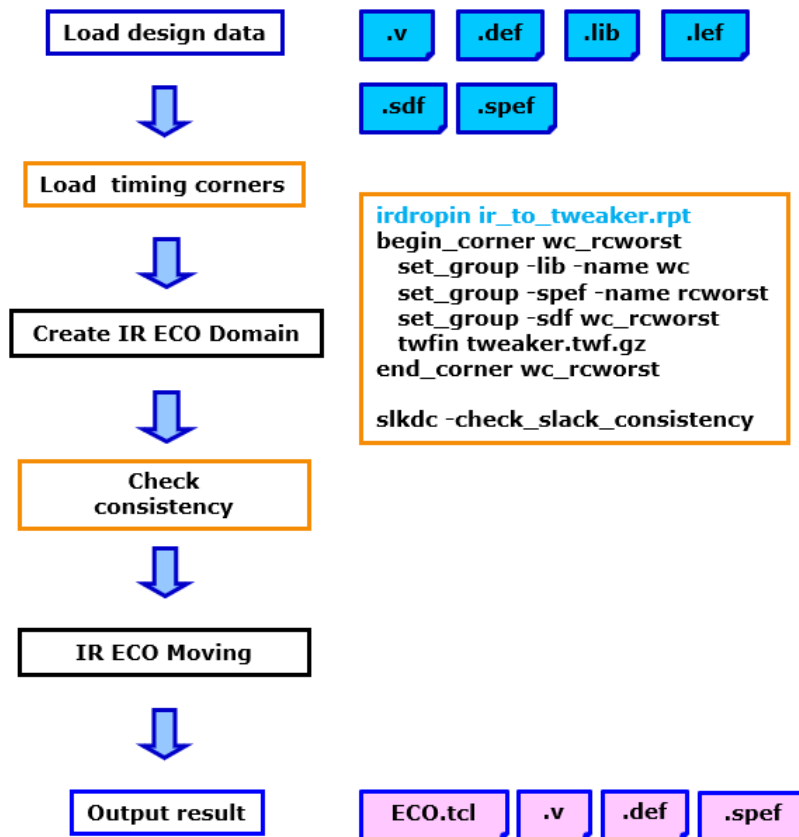 Load design data
.v
.def
.lib
.lef
.sdf
.spef
Load timing corners
irdropin ir_to_tweaker.rpt
begin_corner wc_rcworst
set_group -lib -name wc
set_group -spef -name rcworst
set_group -sdf wc_rcworst
twfin tweaker.twf.gz
end_corner wc_rcworst
slkdc -check_slack_consistency
Create IR ECO Domain
Check
consistency
IR ECO Moving
Output result
ECO.tcl
.v
.def
.spef